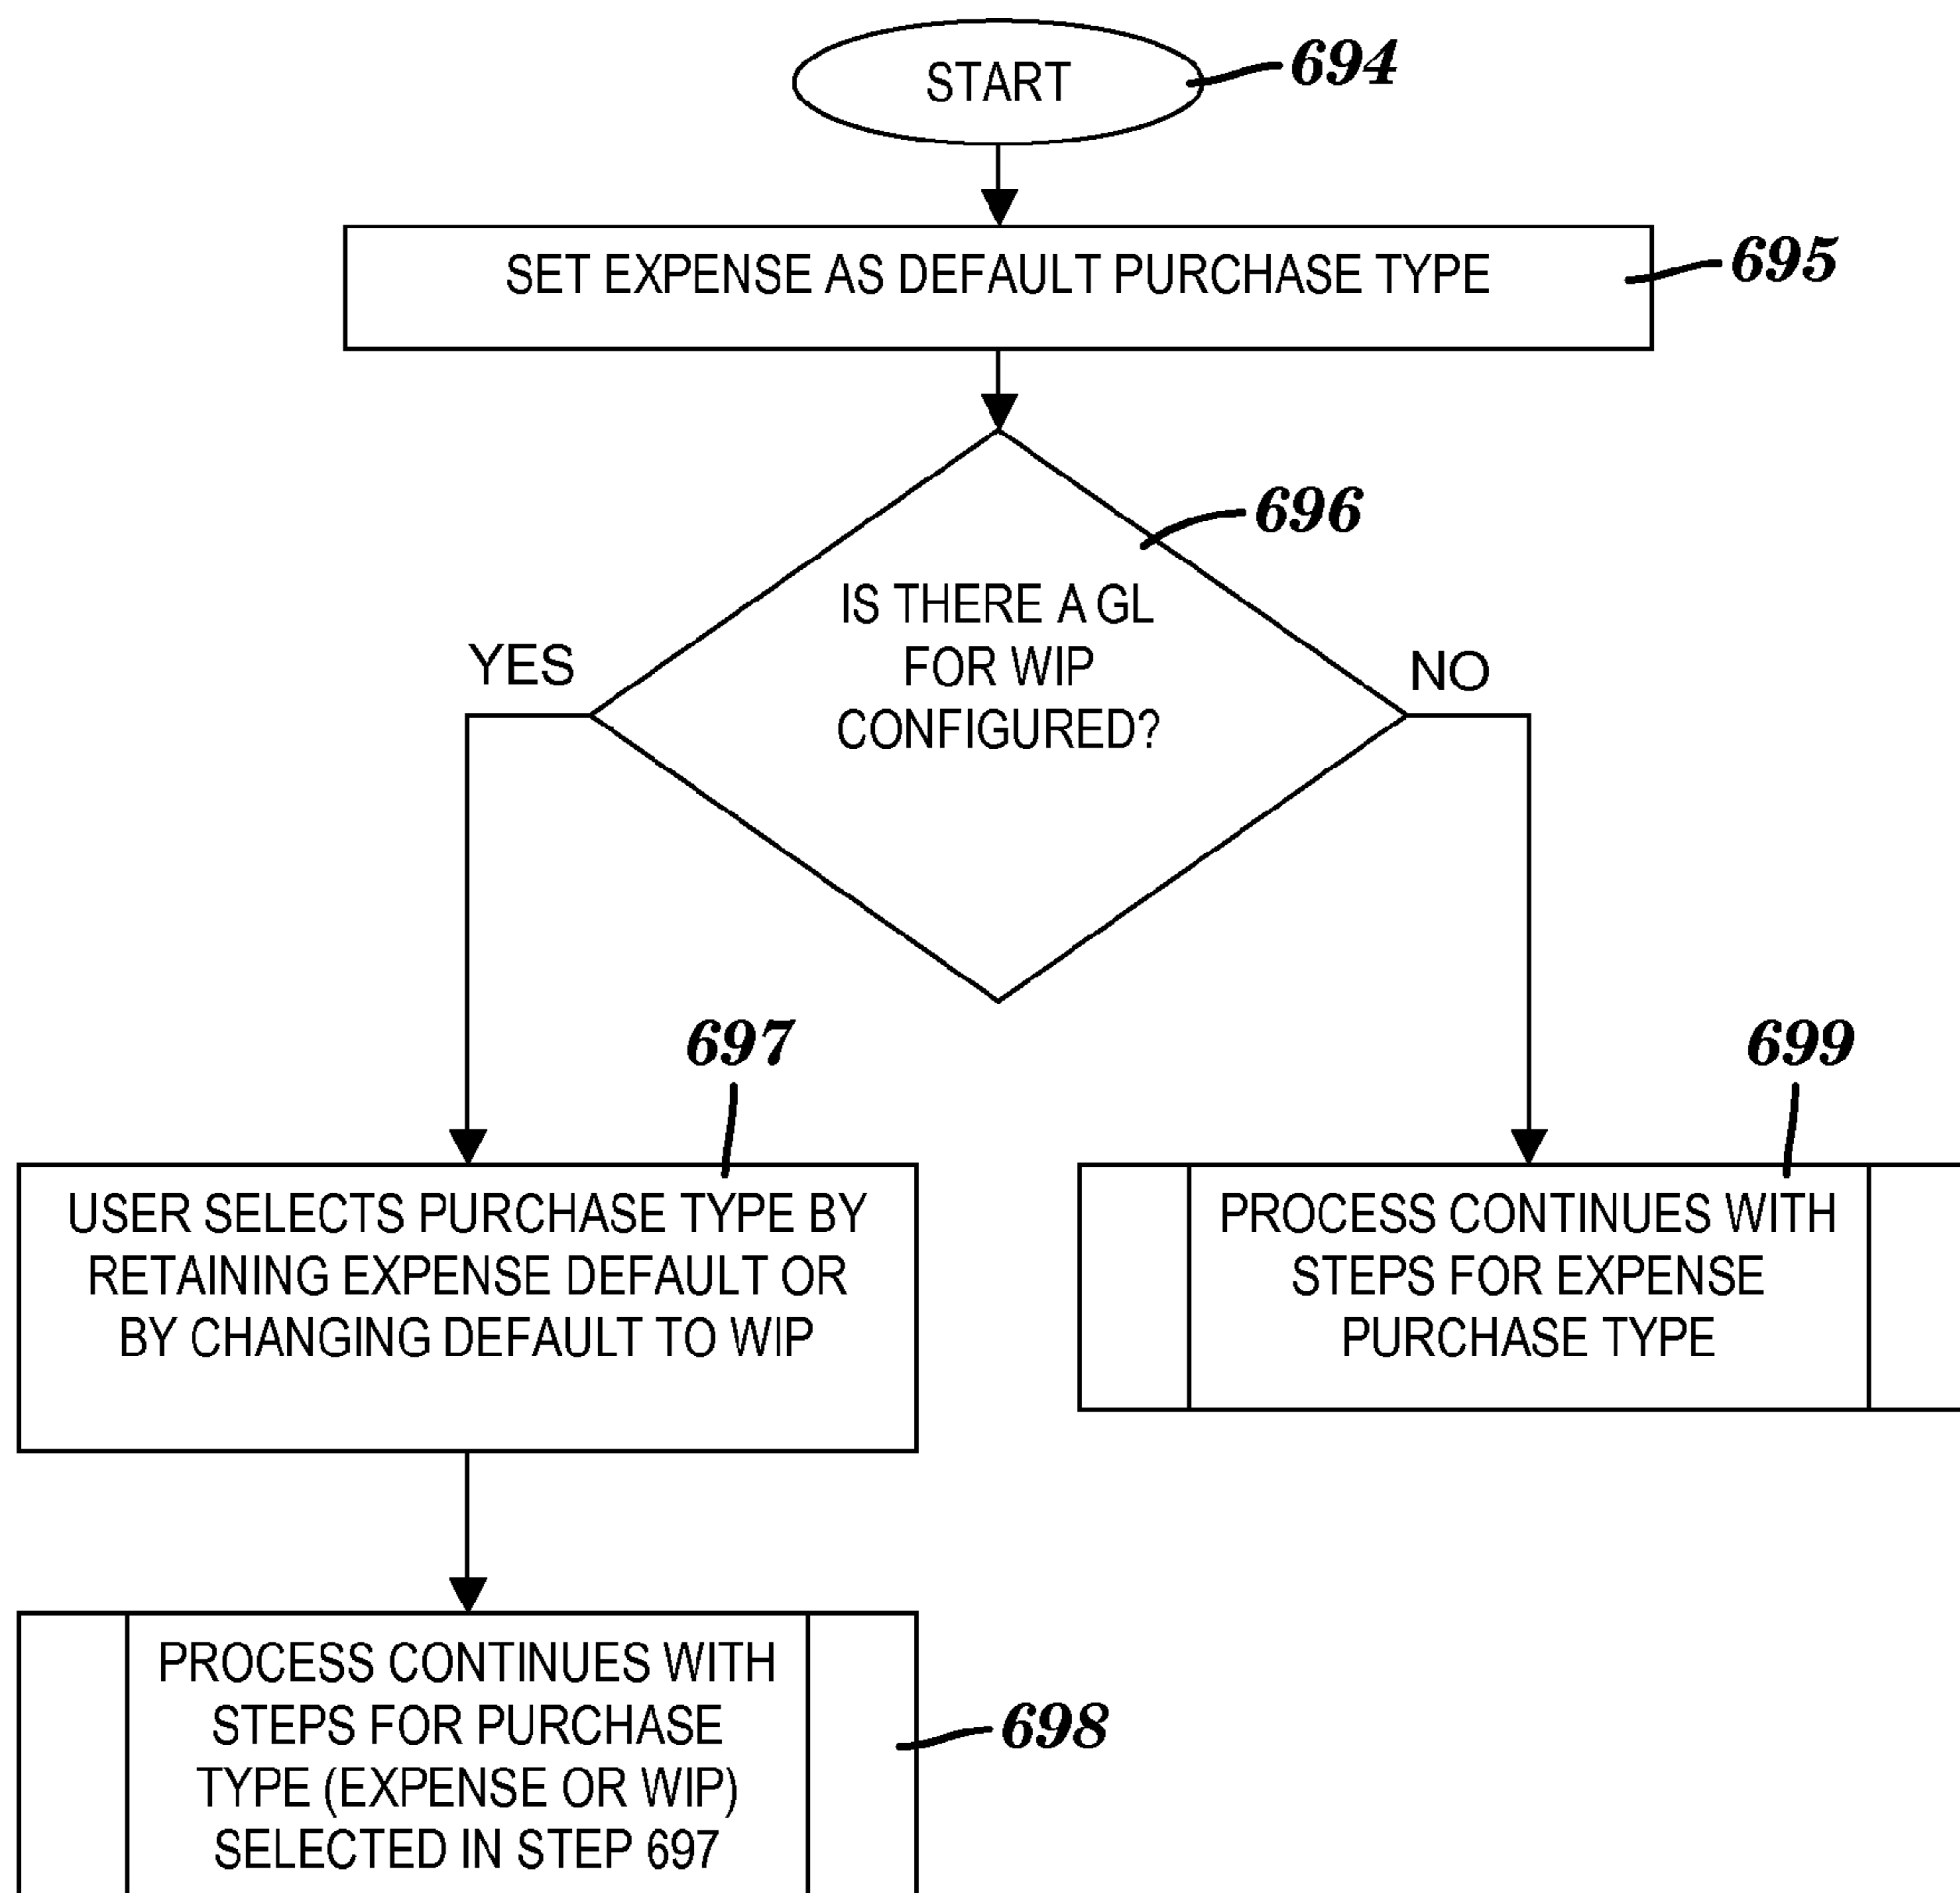 START
694
SET EXPENSE AS DEFAULT PURCHASE TYPE
695
696
IS THERE A GL
FOR WIP
CONFIGURED?
YES
NO
697
699
USER SELECTS PURCHASE TYPE BY
RETAINING EXPENSE DEFAULT OR
BY CHANGING DEFAULT TO WIP
PROCESS CONTINUES WITH
STEPS FOR EXPENSE
PURCHASE TYPE
PROCESS CONTINUES WITH
STEPS FOR PURCHASE
TYPE (EXPENSE OR WIP)
SELECTED IN STEP 697
698